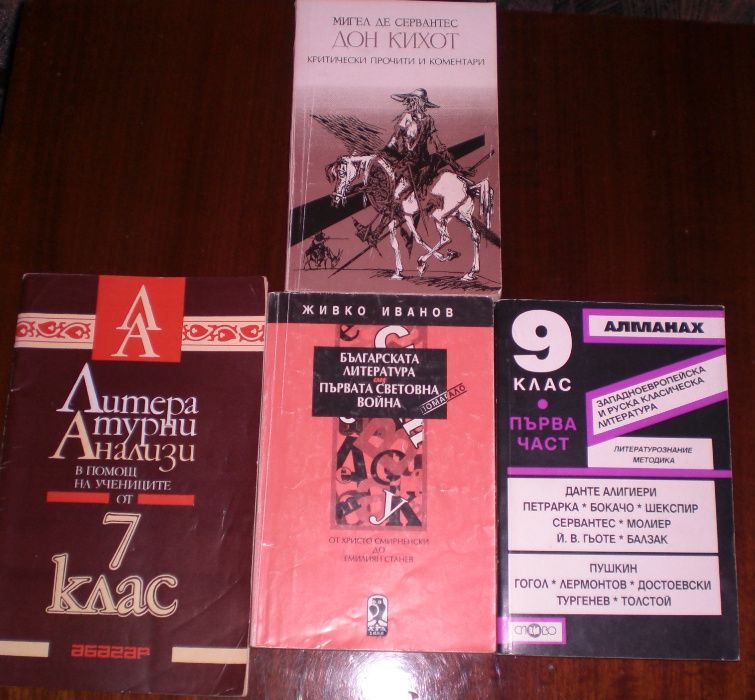 МИГЕЛ ДЕ СЕРВАНТЕС
ДОН КИХОТ
КРИТИЧЕСКИ ПРОЧИТИ И КОМЕНТАРИ
ЛА
Литера
турни
Анализи
В ПОМОЩ
НА УЧЕНИЦИТЕ
ОТ
7
клас
абагар
ЖИВКО ИВАНОВ
БЪЛГАРСКАТА
ЛИТЕРАТУРА
след
ПЪРВАТА СВЕТОВНА
ВОЙНА
ПОМАГАЛО
ОТ ХРИСТО СМИРНЕНСКИ
ДО
ЕМИЛИЯН СТАНЕВ
9
КЛАС
ПЪРВА
ЧАСТ
АЛМАНАХ
ЗАПАДНОЕВРОПЕЙСКА
И РУСКА КЛАСИЧЕСКА
ЛИТЕРАТУРА
ЛИТЕРАТУРОЗНАНИЕ
МЕТОДИКА
ДАНТЕ АЛИГИЕРИ
ПЕТРАРКА * БОКАЧО * ШЕКСПИР
СЕРВАНТЕС * МОЛИЕР
Й. В. ГЬОТЕ * БАЛЗАК
ПУШКИН
ГОГОЛ * ЛЕРМОНТОВ * ДОСТОЕВСКИ
ТУРГЕНЕВ * ТОЛСТОЙ
СЛОВО